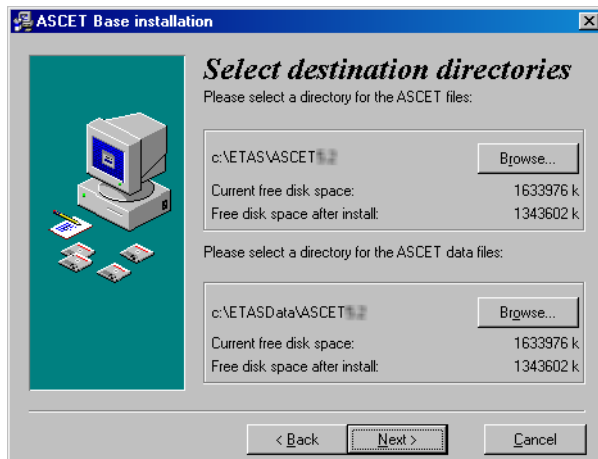 ASCET Base installation
Select destination directories
Please select a directory for the ASCET files:
c:\ETAS\ASCET
Browse...
Current free disk space: 1633976 k
Free disk space after install: 1343602 k
Please select a directory for the ASCET data files:
c:\ETASData\ASCET
Browse...
Current free disk space: 1633976 k
Free disk space after install: 1343602 k
< Back Next > Cancel